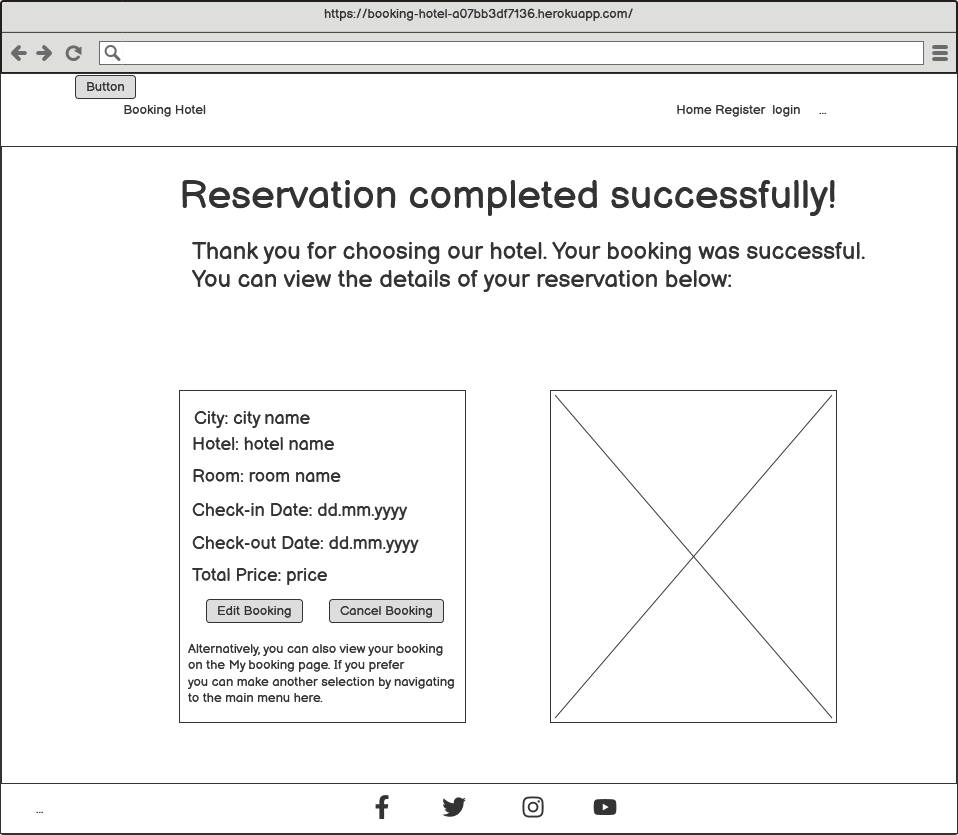 https://booking-hotel-a07bb3df7136.herokuapp.com/
Button
Booking Hotel
Home Register login ...
Reservation completed successfully!
Thank you for choosing our hotel. Your booking was successful.
You can view the details of your reservation below:
City: city name
Hotel: hotel name
Room: room name
Check-in Date: dd.mm.yyyy
Check-out Date: dd.mm.yyyy
Total Price: price
Edit Booking Cancel Booking
Alternatively, you can also view your booking
on the My booking page. If you prefer
you can make another selection by navigating
to the main menu here.
...